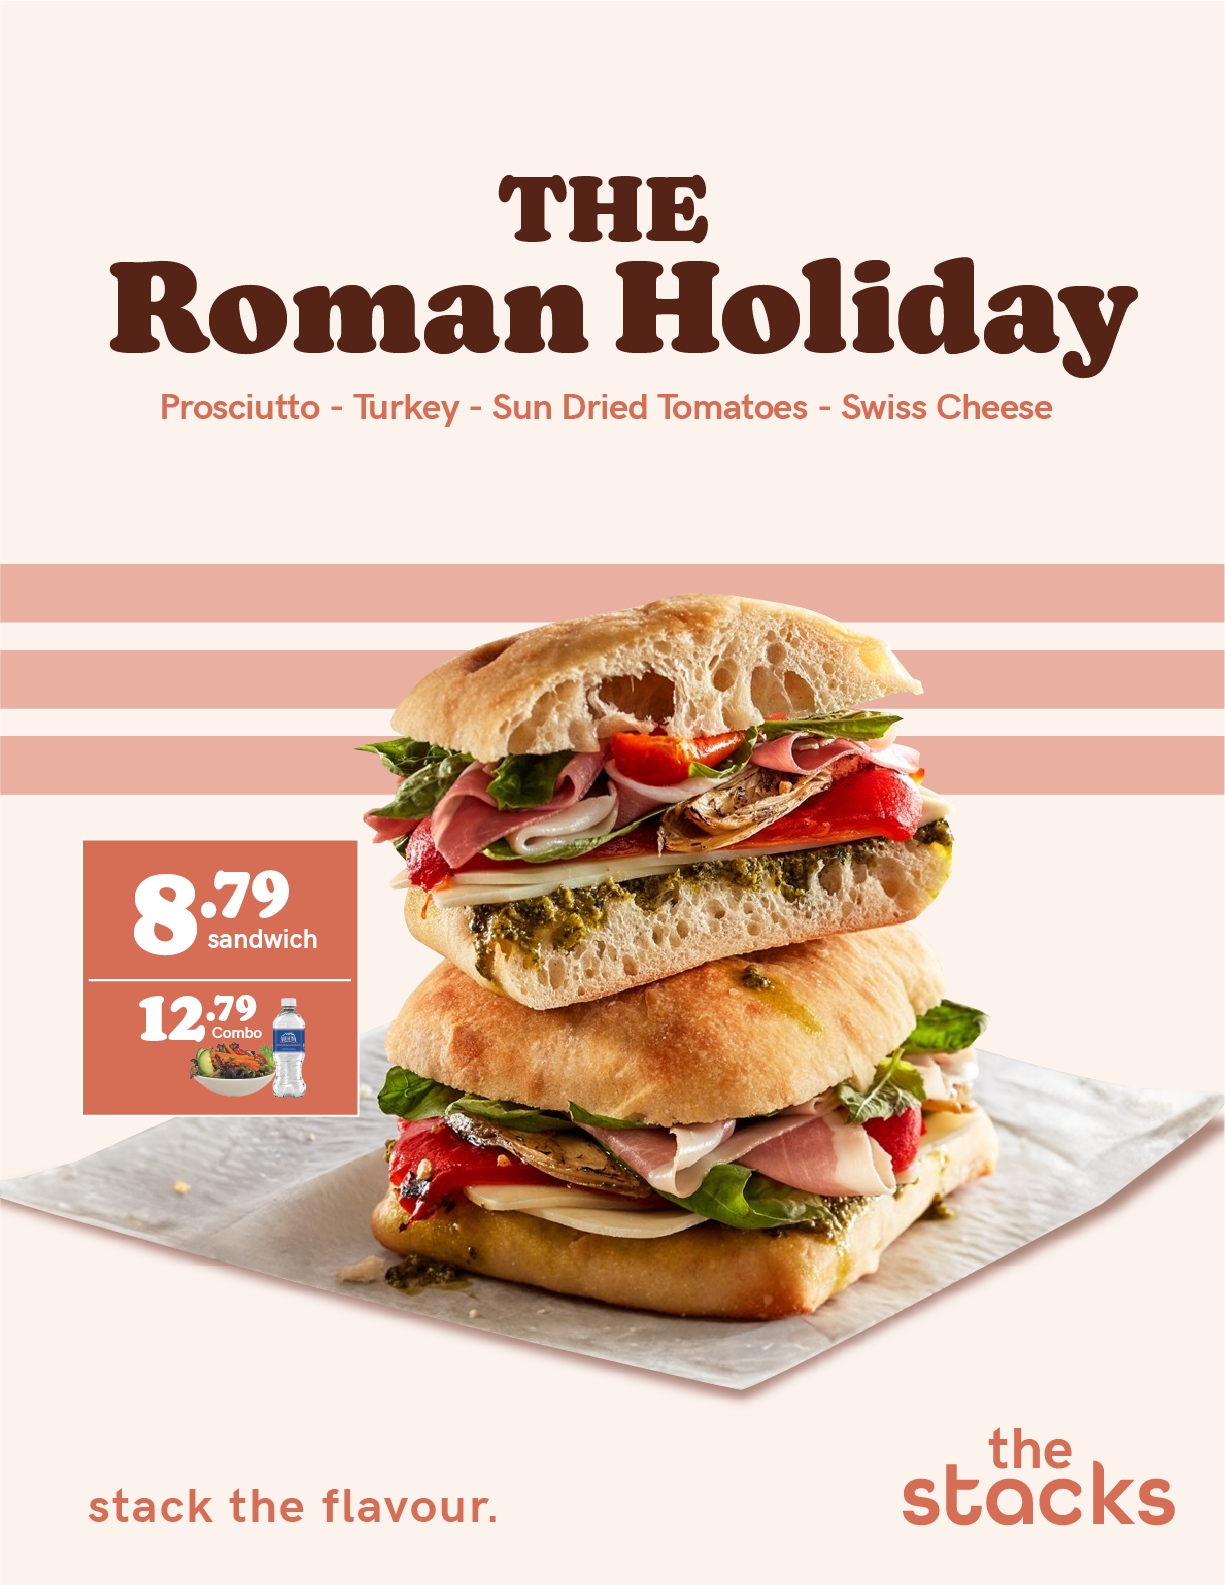 THE
Roman Holiday
Prosciutto - Turkey - Sun Dried Tomatoes - Swiss Cheese
8.79
sandwich
12.79
Combo
stack the flavour.
the
stacks